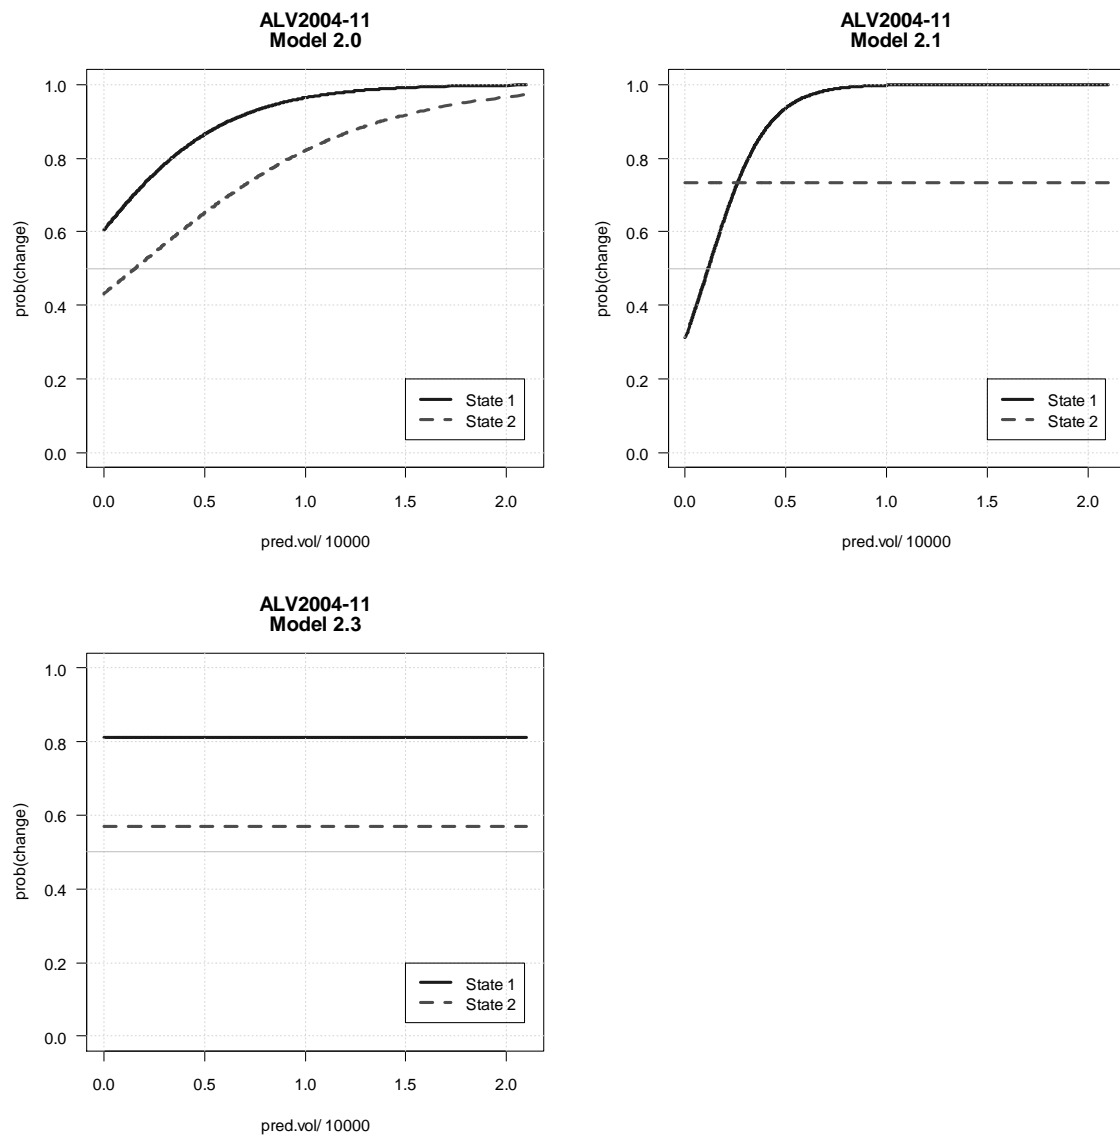 ALV2004-11
Model 2.0
prob(change)
1.0
0.8
0.6
0.4
0.2
0.0
State 1
State 2
0.0 0.5 1.0 1.5 2.0
pred.vol/ 10000
ALV2004-11
Model 2.1
prob(change)
1.0
0.8
0.6
0.4
0.2
0.0
State 1
State 2
0.0 0.5 1.0 1.5 2.0
pred.vol/ 10000
ALV2004-11
Model 2.3
prob(change)
1.0
0.8
0.6
0.4
0.2
0.0
State 1
State 2
0.0 0.5 1.0 1.5 2.0
pred.vol/ 10000